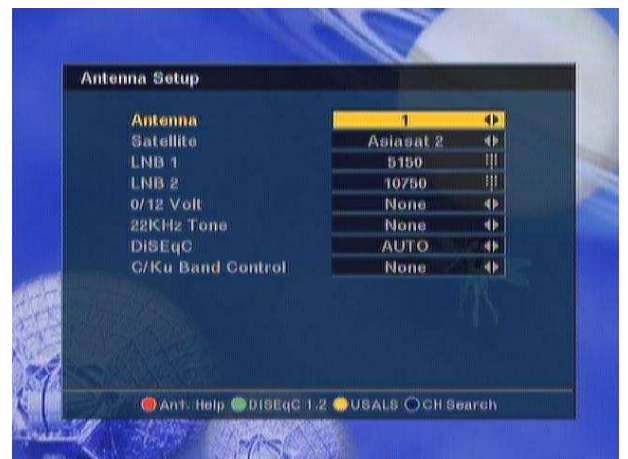 Antenna Setup
Antenna 1
Satellite Asiasat 2
LNB 1 5150
LNB 2 10750
0/12 Volt None
22KHz Tone None
DiSEqC AUTO
C/Ku Band Control None
Ant. Help DiSEqC 1.2 USALS CH Search